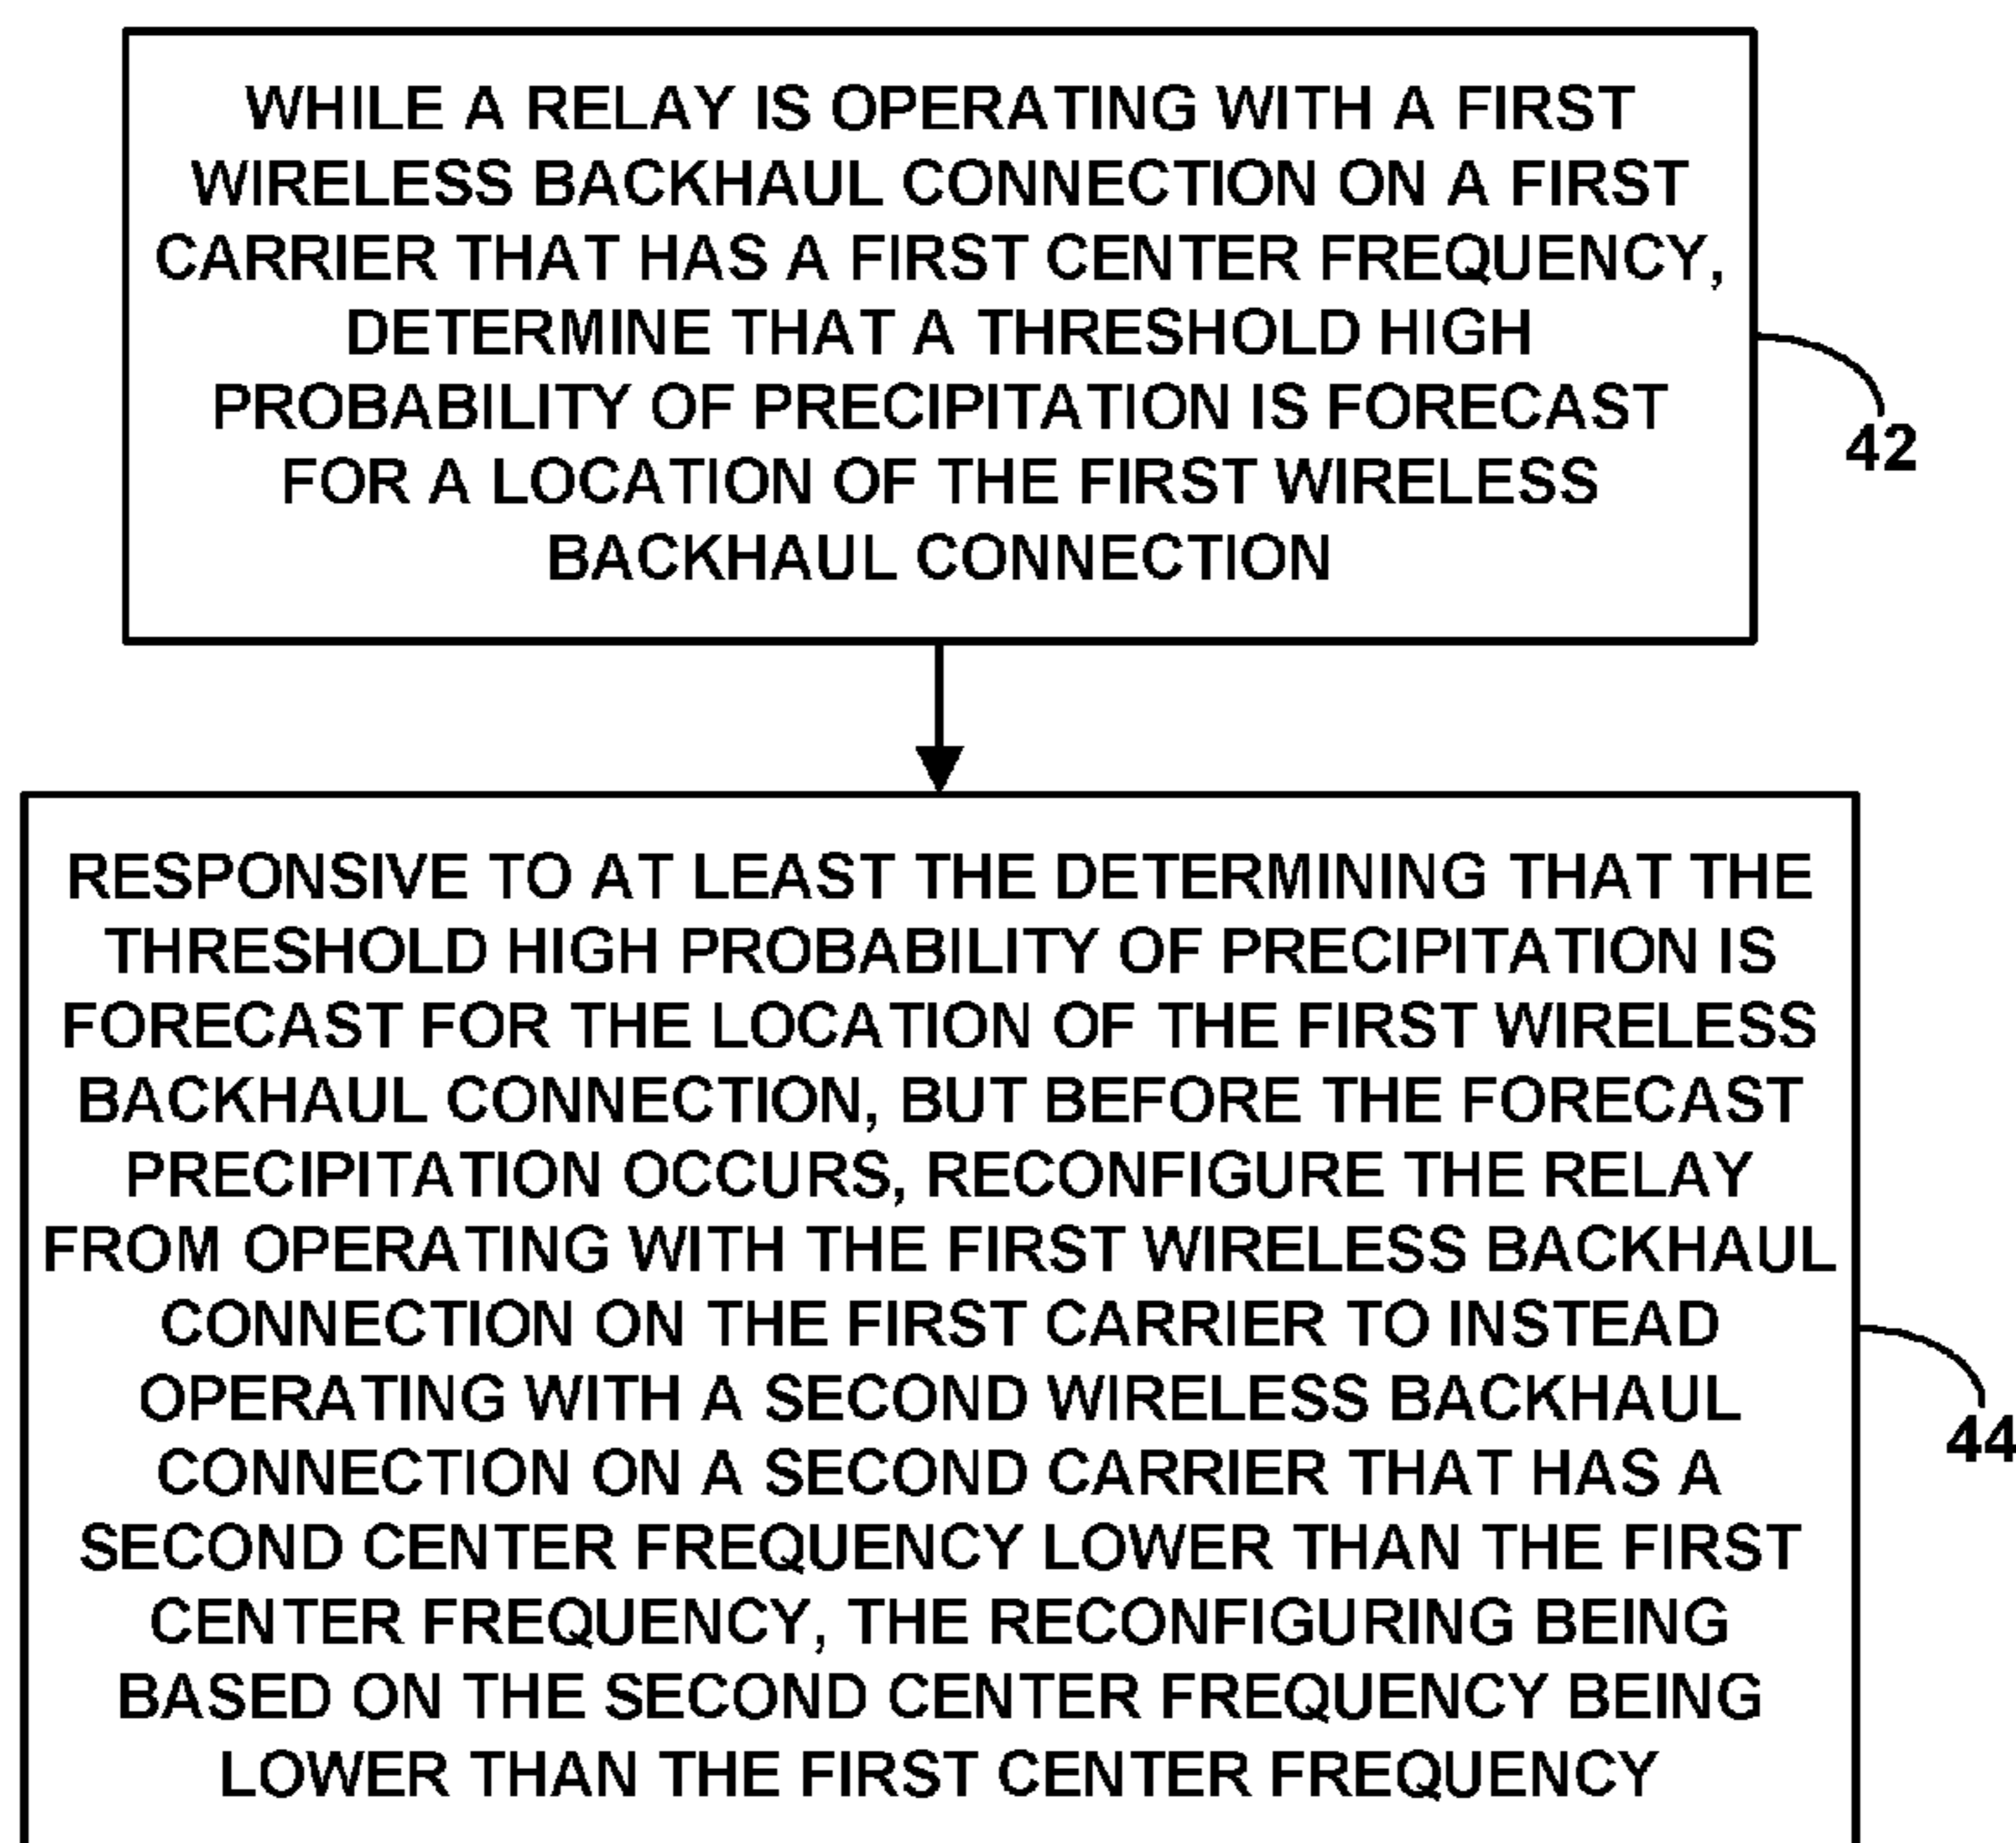 WHILE A RELAY IS OPERATING WITH A FIRST
WIRELESS BACKHAUL CONNECTION ON A FIRST
CARRIER THAT HAS A FIRST CENTER FREQUENCY,
DETERMINE THAT A THRESHOLD HIGH
PROBABILITY OF PRECIPITATION IS FORECAST
FOR A LOCATION OF THE FIRST WIRELESS
BACKHAUL CONNECTION
42
RESPONSIVE TO AT LEAST THE DETERMINING THAT THE
THRESHOLD HIGH PROBABILITY OF PRECIPITATION IS
FORECAST FOR THE LOCATION OF THE FIRST WIRELESS
BACKHAUL CONNECTION, BUT BEFORE THE FORECAST
PRECIPITATION OCCURS, RECONFIGURE THE RELAY
FROM OPERATING WITH THE FIRST WIRELESS BACKHAUL
CONNECTION ON THE FIRST CARRIER TO INSTEAD
OPERATING WITH A SECOND WIRELESS BACKHAUL
CONNECTION ON A SECOND CARRIER THAT HAS A
SECOND CENTER FREQUENCY LOWER THAN THE FIRST
CENTER FREQUENCY, THE RECONFIGURING BEING
BASED ON THE SECOND CENTER FREQUENCY BEING
LOWER THAN THE FIRST CENTER FREQUENCY
44